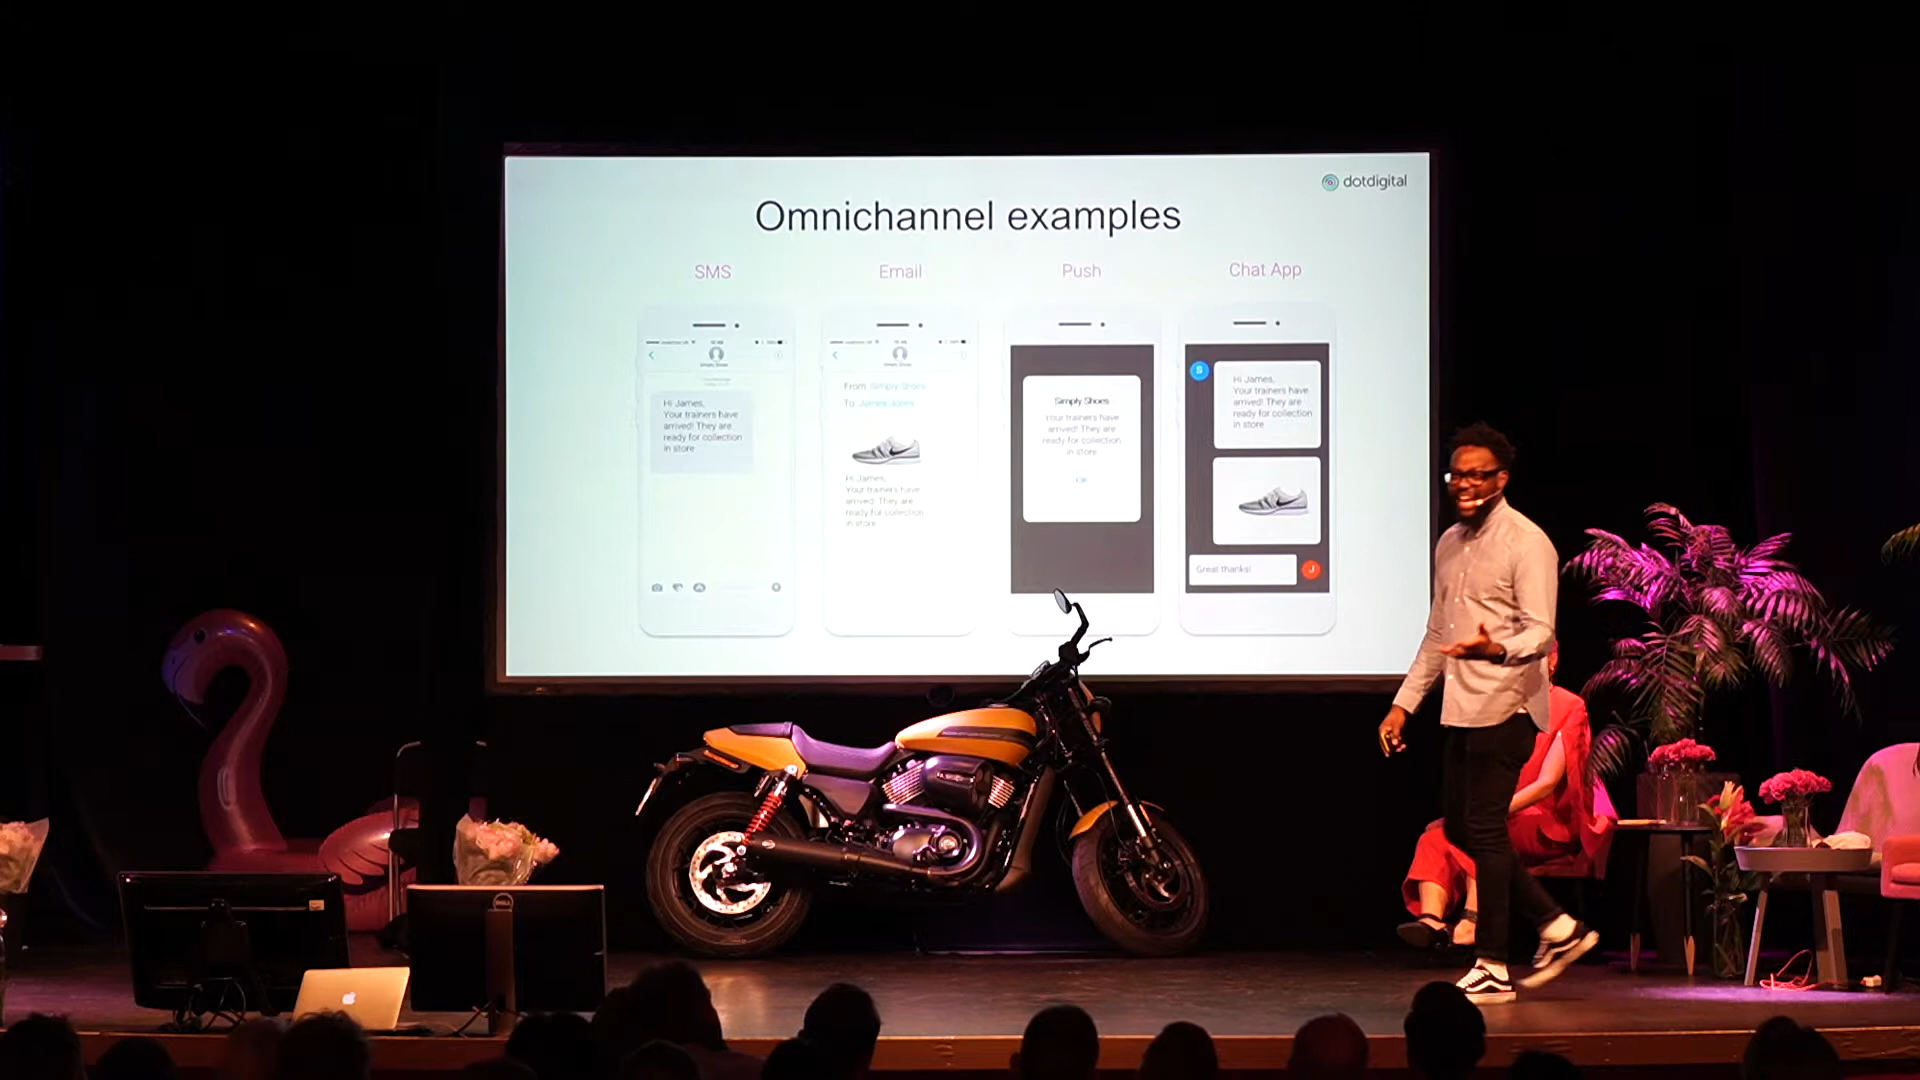 dotdigital
Omnichannel examples
SMS
Email
Push
Chat App
Hi James,
Your trainers have
arrived! They are
ready for collection
in store
From: Simply Shoes
To: James Jones
Hi James,
Your trainers have
arrived! They are
ready for collection
in store
Simply Shoes
Your trainers have
arrived! They are
ready for collection
in store
OK
S
Hi James,
Your trainers have
arrived! They are
ready for collection
in store
Great thanks!
J
DELL